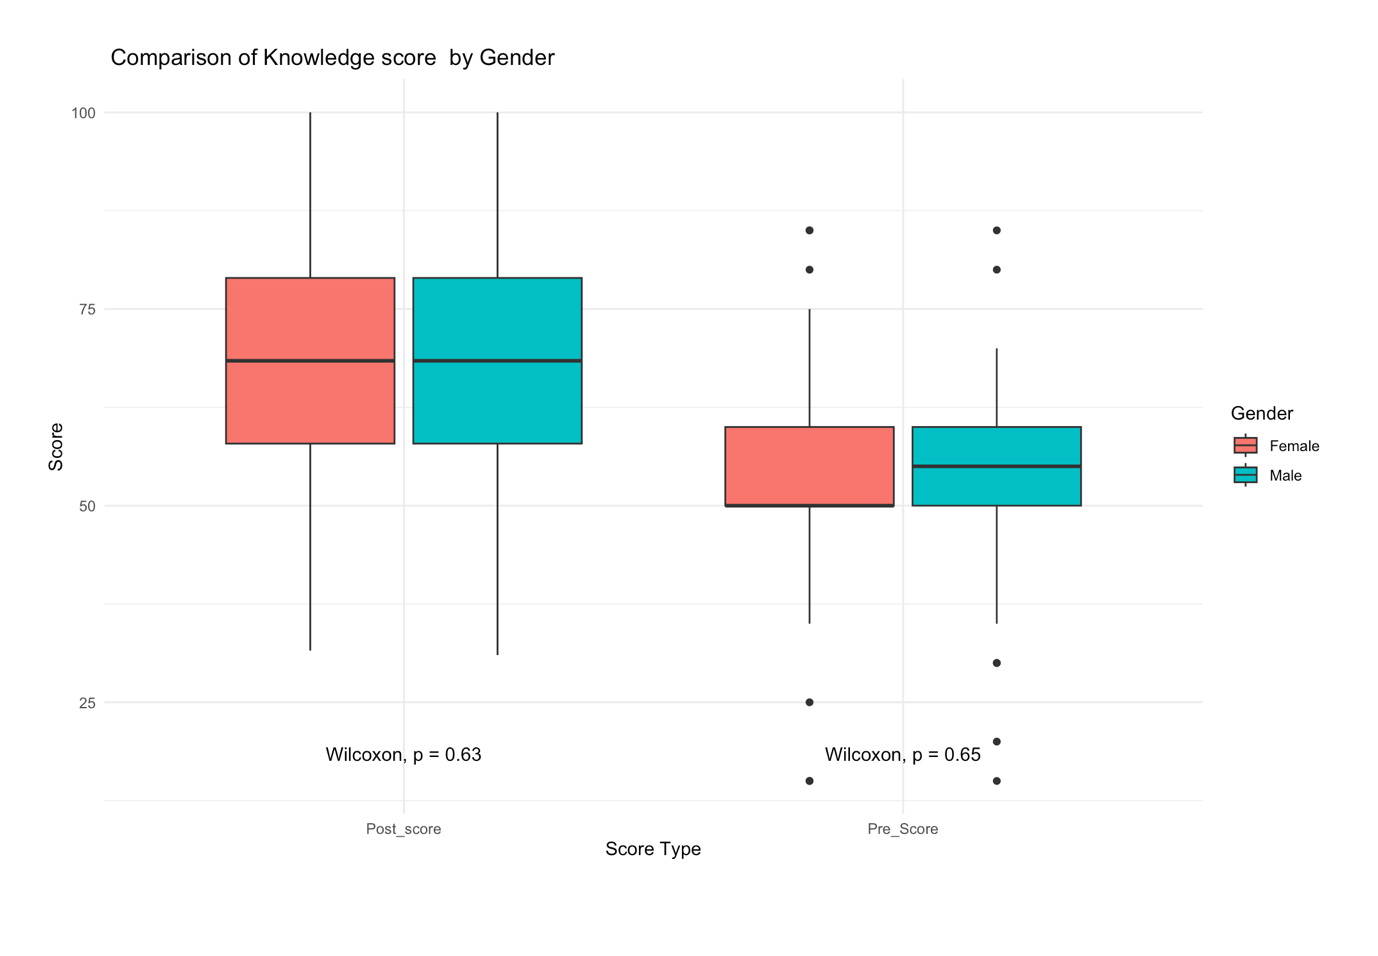 Comparison of Knowledge score  by Gender
100
75
50
25
Score
Wilcoxon, p = 0.63
Wilcoxon, p = 0.65
Post_score
Pre_Score
Score Type
Gender
Female
Male